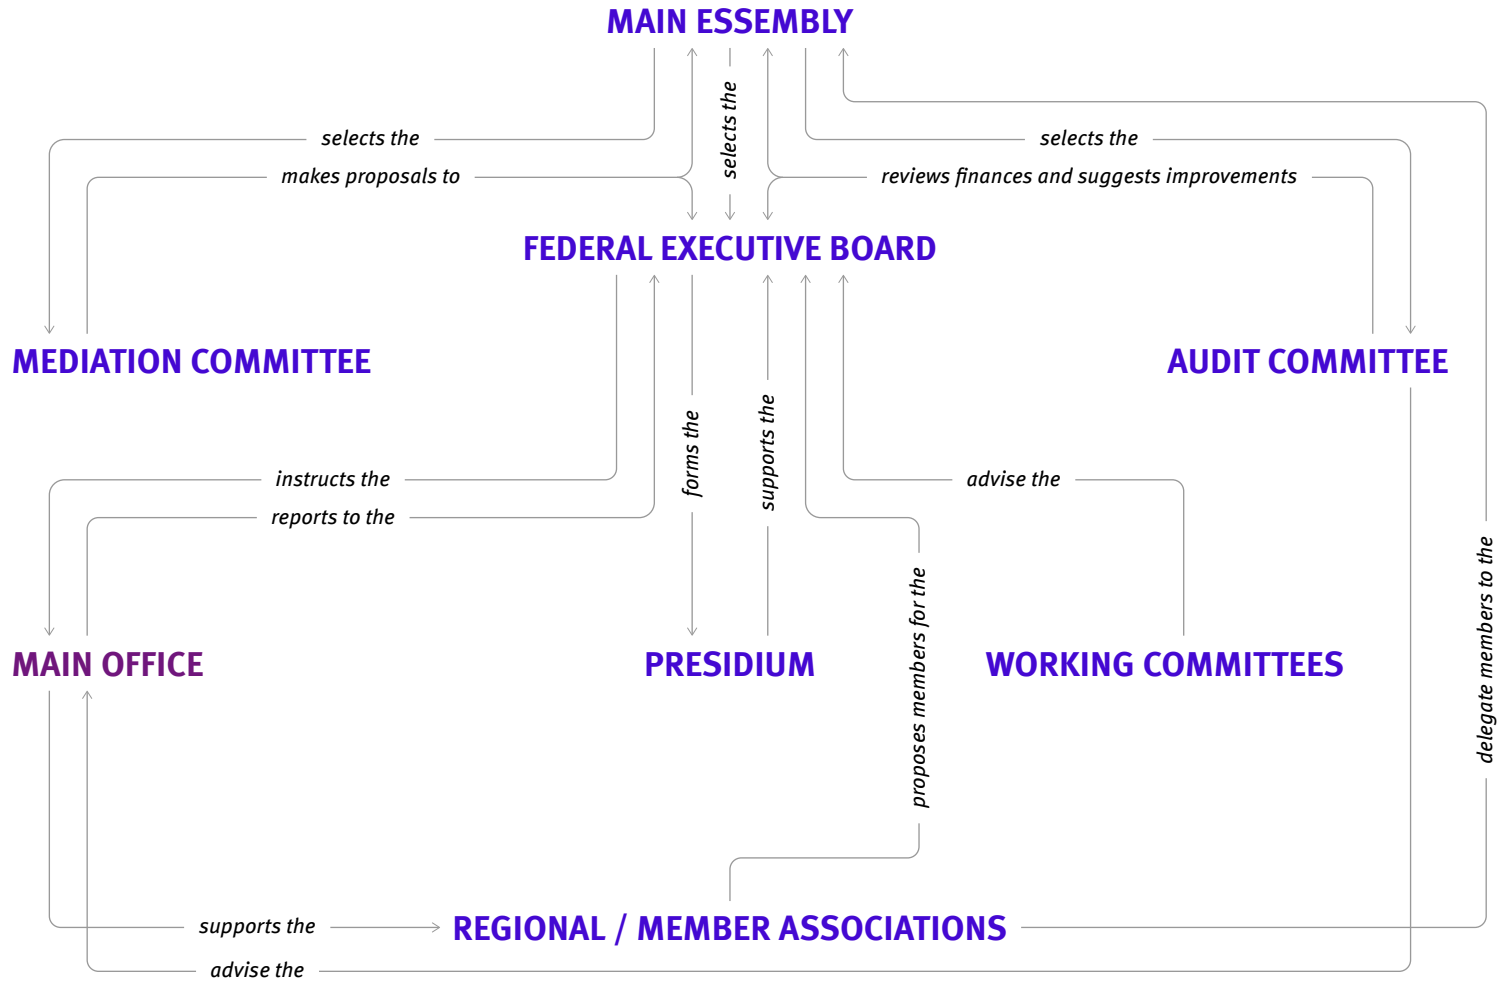 MAIN ESSEMBLY
selects the
selects the
selects the
makes proposals to
reviews finances and suggests improvements
FEDERAL EXECUTIVE BOARD
MEDIATION COMMITTEE
AUDIT COMMITTEE
forms the
supports the
instructs the
advise the
reports to the
proposes members for the
delegate members to the
MAIN OFFICE
PRESIDIUM
WORKING COMMITTEES
supports the
REGIONAL / MEMBER ASSOCIATIONS
advise the